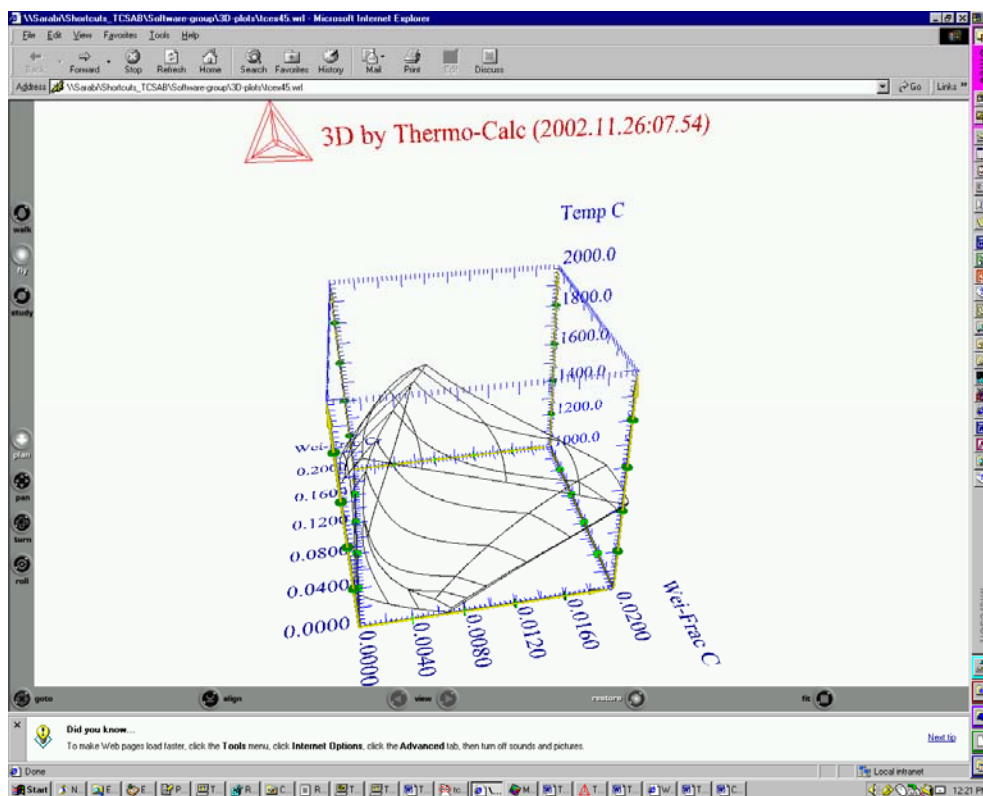 \\Sarabi\Shortcuts_TCSAB\Software-group\3D-plots\tcex45.wrl - Microsoft Internet Explorer
File Edit View Favorites Tools Help
Back Forward Stop Refresh Home Search Favorites History Mail Print Edit Discuss
Address \\Sarabi\Shortcuts_TCSAB\Software-group\3D-plots\tcex45.wrl Go Links »
3D by Thermo-Calc (2002.11.26:07.54)
Temp C
2000.0
1800.0
1600.0
1400.0
1200.0
1000.0
Wei-Frac Cr
0.2000
0.1600
0.1200
0.0800
0.0400
0.0000
0.0000 0.0040 0.0080 0.0120 0.0160 0.0200
Wei-Frac C
walk
fly
study
plan
pan
turn
roll
goto align view restore fit
Did you know...
To make Web pages load faster, click the Tools menu, click Internet Options, click the Advanced tab, then turn off sounds and pictures.
Next tip
Done Local intranet
Start N... E... E... P... T... R... C... R... T... T... T... tc... \... M... T... T... T... W... T... C... 12:21 PM